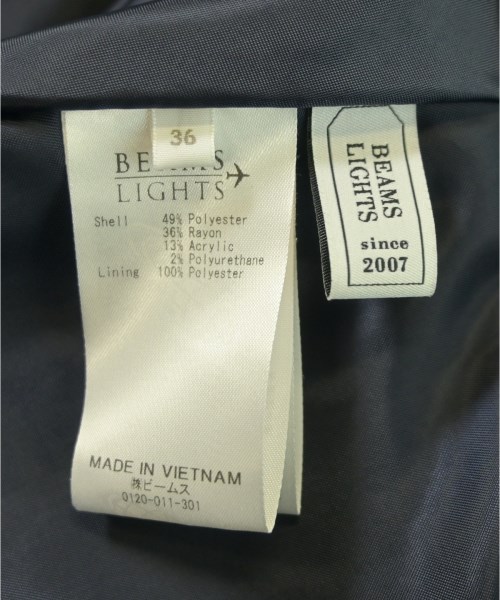 36
BEAMS
LIGHTS
Shell 49% Polyester
36% Rayon
13% Acrylic
2% Polyurethane
Lining 100% Polyester
MADE IN VIETNAM
㈱ビームス
0120-011-301
BEAMS
LIGHTS
since
2007